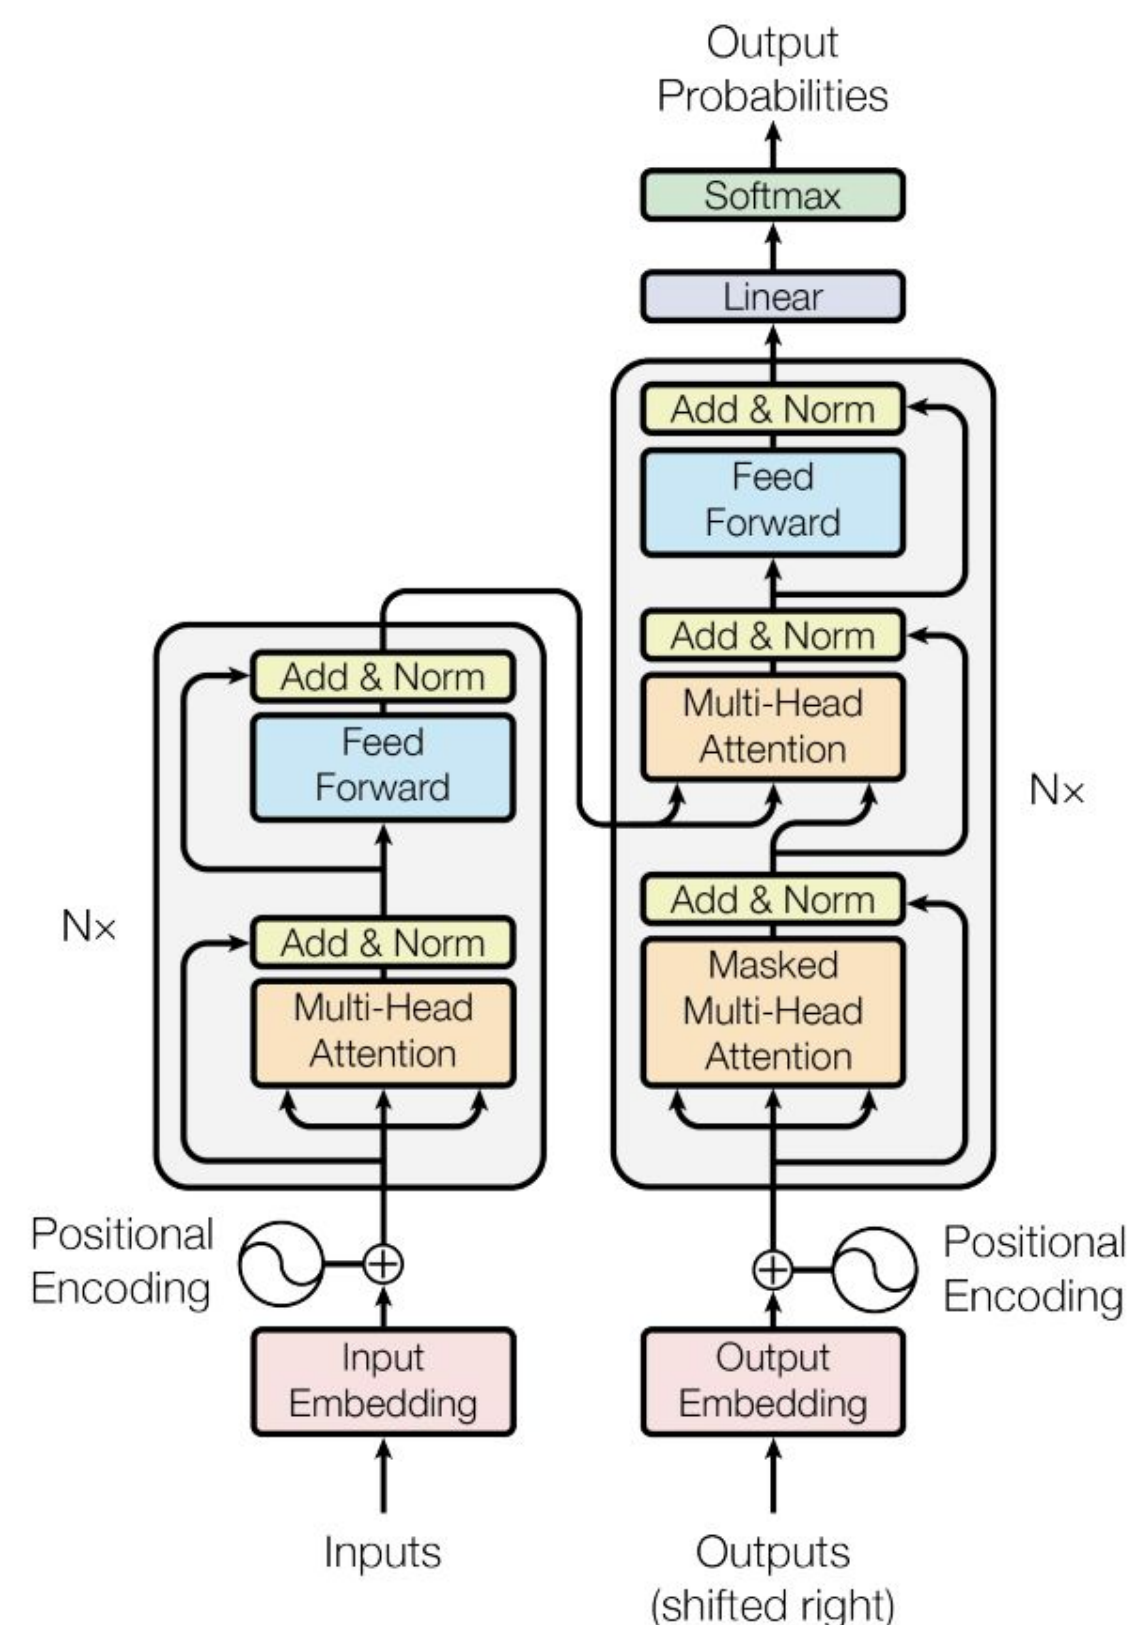 Output
Probabilities
Softmax
Linear
Add & Norm
Feed
Forward
Add & Norm
Multi-Head
Attention
Add & Norm
Masked
Multi-Head
Attention
Nx
Add & Norm
Feed
Forward
Add & Norm
Multi-Head
Attention
Nx
Positional
Encoding
Input
Embedding
Inputs
Positional
Encoding
Output
Embedding
Outputs
(shifted right)